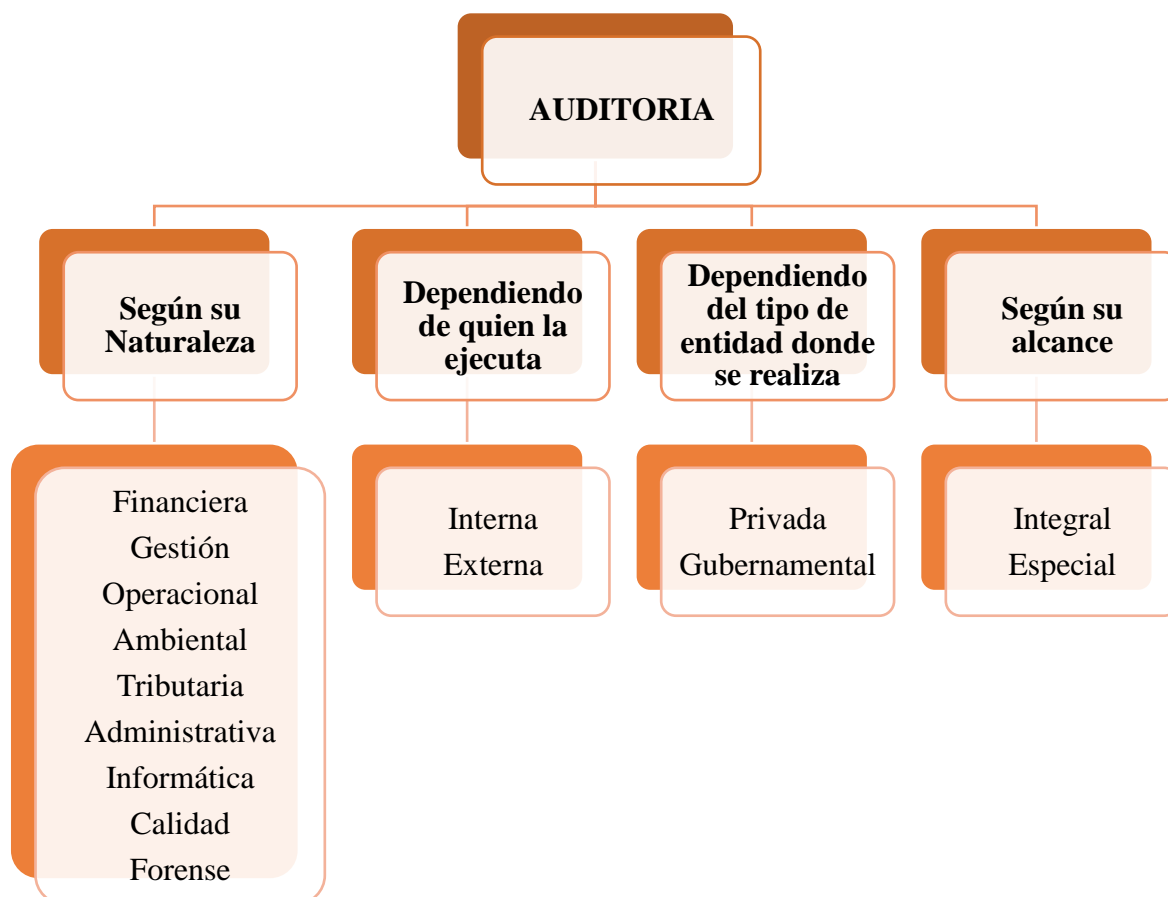 AUDITORIA
Según su
Naturaleza
Dependiendo
de quien la
ejecuta
Dependiendo
del tipo de
entidad donde
se realiza
Según su
alcance
Financiera
Gestión
Operacional
Ambiental
Tributaria
Administrativa
Informática
Calidad
Forense
Interna
Externa
Privada
Gubernamental
Integral
Especial